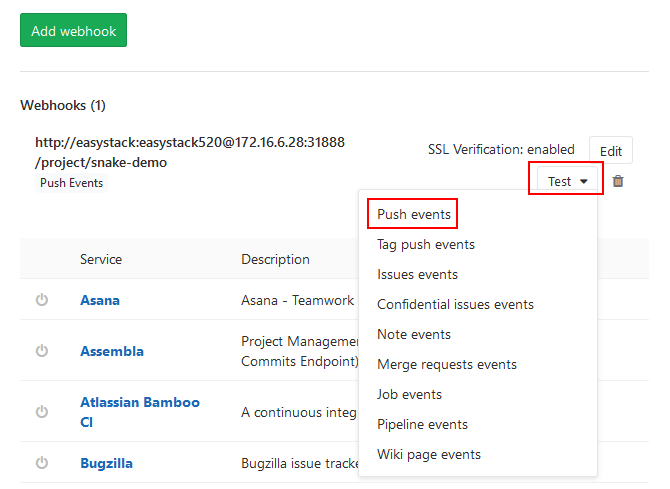 Add webhook
Webhooks (1)
http://easystack:easystack520@172.16.6.28:31888
/project/snake-demo
SSL Verification: enabled
Edit
Push Events
Test
Push events
Tag push events
Issues events
Confidential issues events
Note events
Merge requests events
Job events
Pipeline events
Wiki page events
Service Description
Asana Asana - Teamwork
Assembla Project Managemen
Commits Endpoint)
Atlassian Bamboo
CI
A continuous integ
Bugzilla Bugzilla issue tracke